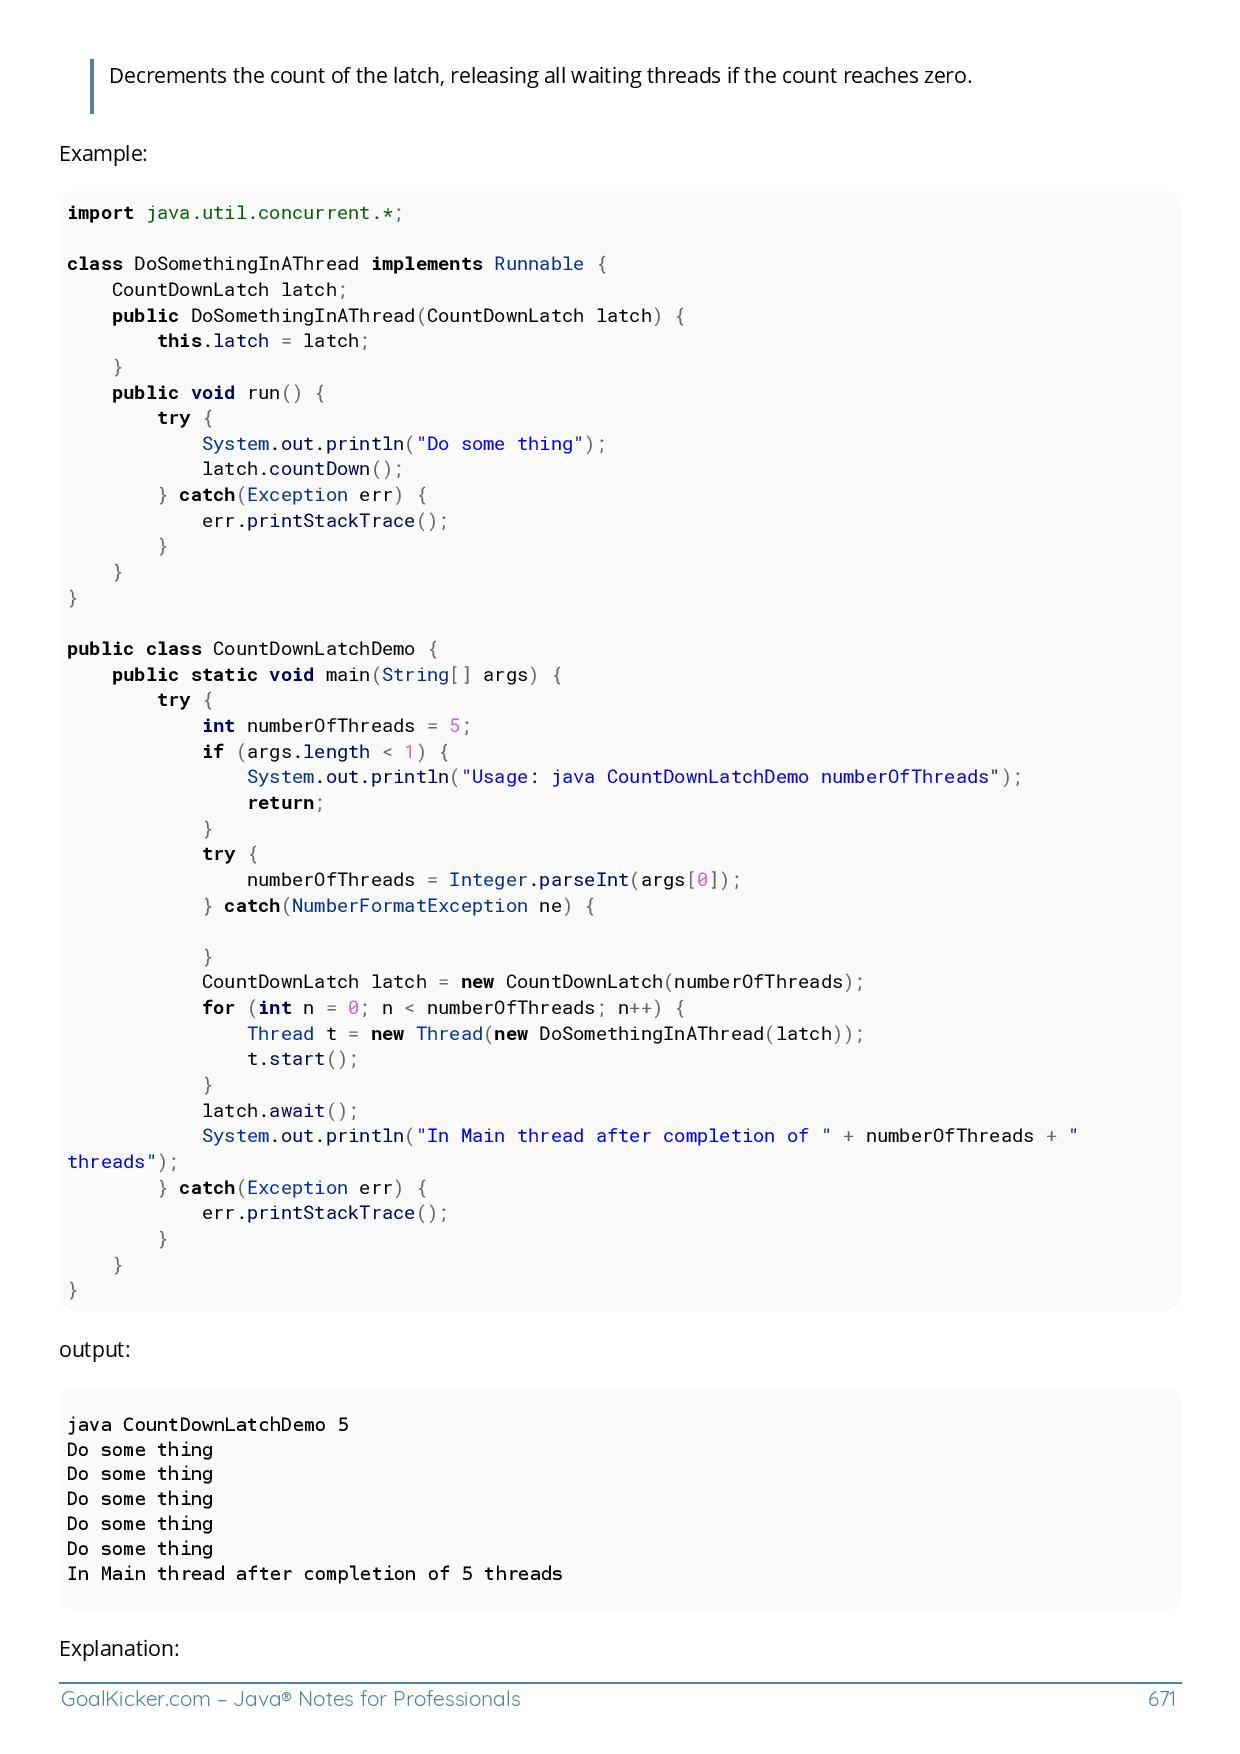 Decrements the count of the latch, releasing all waiting threads if the count reaches zero.
Example:
import java.util.concurrent.*;
class DoSomethingInAThread implements Runnable {
    CountDownLatch latch;
    public DoSomethingInAThread(CountDownLatch latch) {
        this.latch = latch;
    }
    public void run() {
        try {
            System.out.println("Do some thing");
            latch.countDown();
        } catch(Exception err) {
            err.printStackTrace();
        }
    }
}
public class CountDownLatchDemo {
    public static void main(String[] args) {
        try {
            int numberOfThreads = 5;
            if (args.length < 1) {
                System.out.println("Usage: java CountDownLatchDemo numberOfThreads");
                return;
            }
            try {
                numberOfThreads = Integer.parseInt(args[0]);
            } catch(NumberFormatException ne) {
            }
            CountDownLatch latch = new CountDownLatch(numberOfThreads);
            for (int n = 0; n < numberOfThreads; n++) {
                Thread t = new Thread(new DoSomethingInAThread(latch));
                t.start();
            }
            latch.await();
            System.out.println("In Main thread after completion of " + numberOfThreads + "
threads");
        } catch(Exception err) {
            err.printStackTrace();
        }
    }
}
output:
java CountDownLatchDemo 5
Do some thing
Do some thing
Do some thing
Do some thing
Do some thing
In Main thread after completion of 5 threads
Explanation:
GoalKicker.com – Java® Notes for Professionals 671